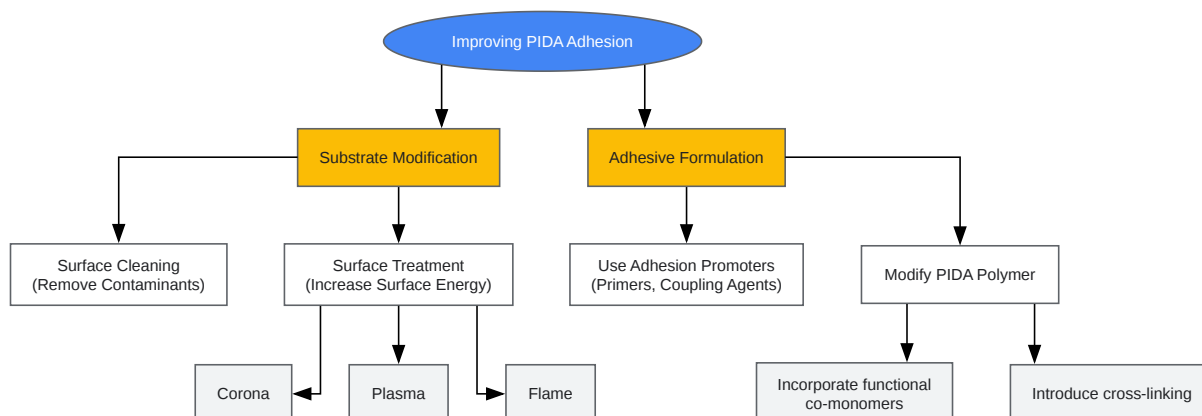 Improving PIDA Adhesion
Substrate Modification
Adhesive Formulation
Surface Cleaning
(Remove Contaminants)
Surface Treatment
(Increase Surface Energy)
Use Adhesion Promoters
(Primers, Coupling Agents)
Modify PIDA Polymer
Corona
Plasma
Flame
Incorporate functional
co-monomers
Introduce cross-linking